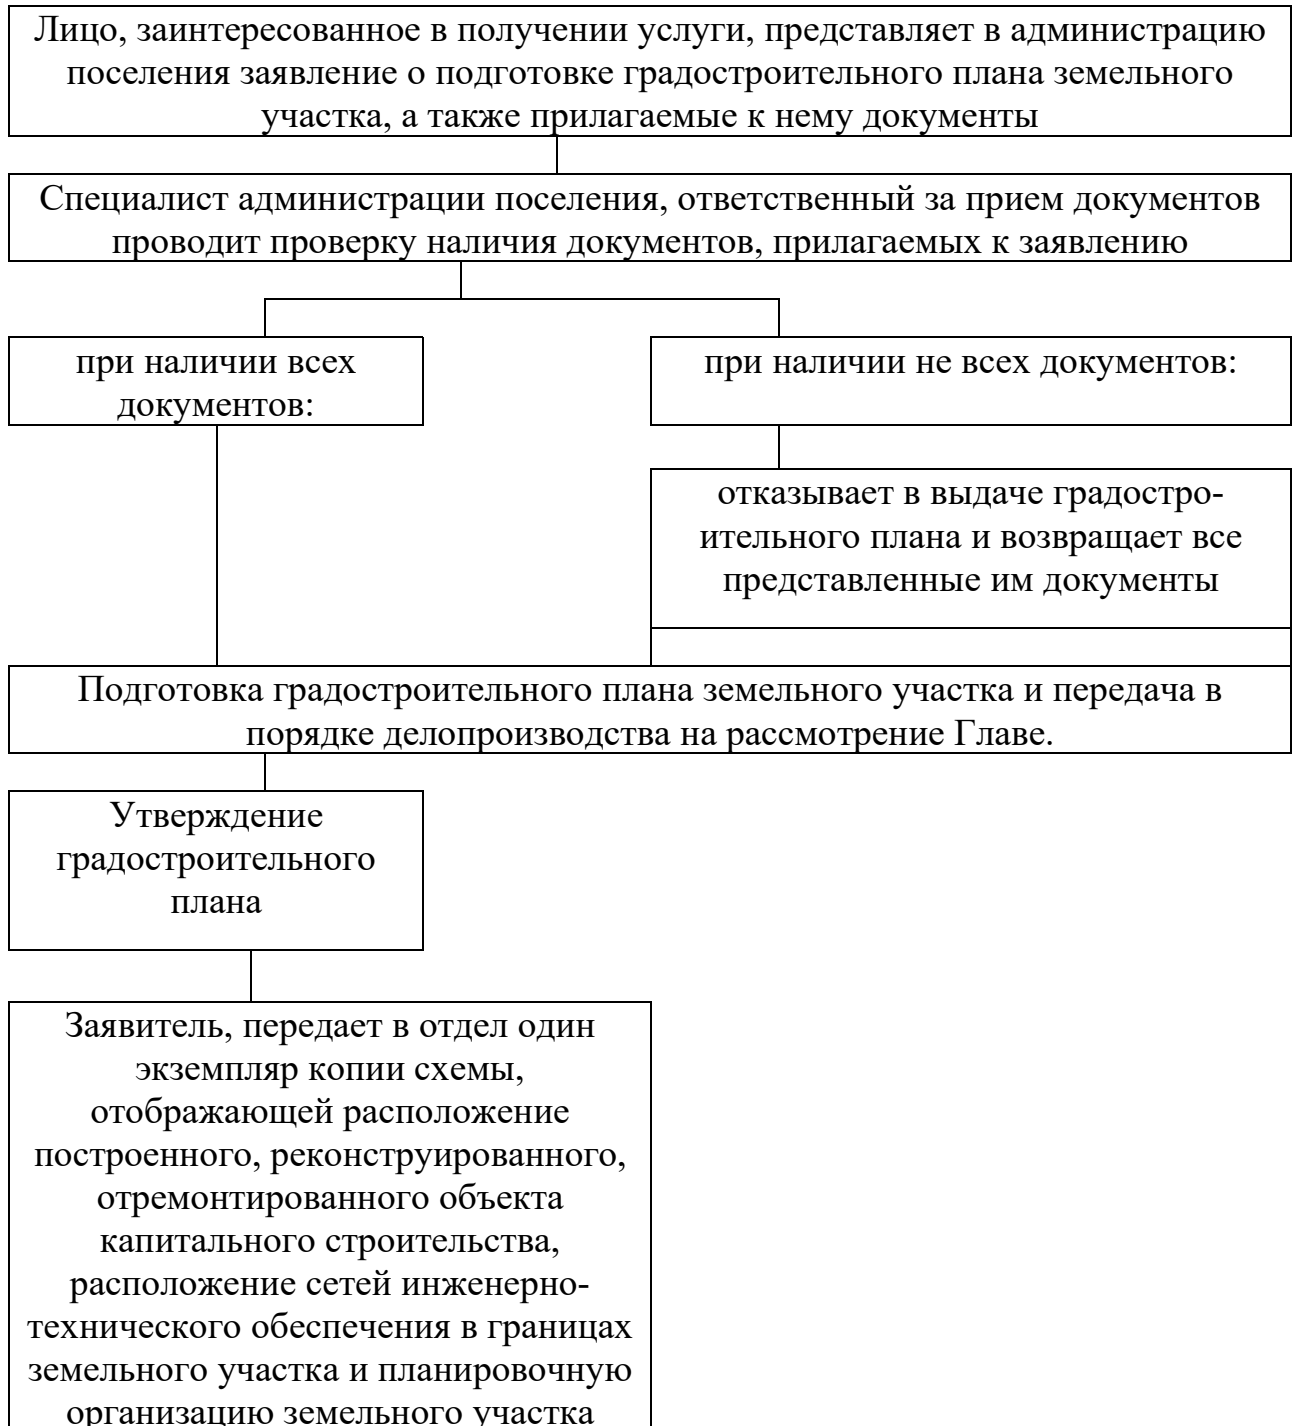 Лицо, заинтересованное в получении услуги, представляет в администрацию
поселения заявление о подготовке градостроительного плана земельного
участка, а также прилагаемые к нему документы
Специалист администрации поселения, ответственный за прием документов
проводит проверку наличия документов, прилагаемых к заявлению
при наличии всех
документов:
при наличии не всех документов:
отказывает в выдаче градостро-
ительного плана и возвращает все
представленные им документы
Подготовка градостроительного плана земельного участка и передача в
порядке делопроизводства на рассмотрение Главе.
Утверждение
градостроительного
плана
Заявитель, передает в отдел один
экземпляр копии схемы,
отображающей расположение
построенного, реконструированного,
отремонтированного объекта
капитального строительства,
расположение сетей инженерно-
технического обеспечения в границах
земельного участка и планировочную
организацию земельного участка